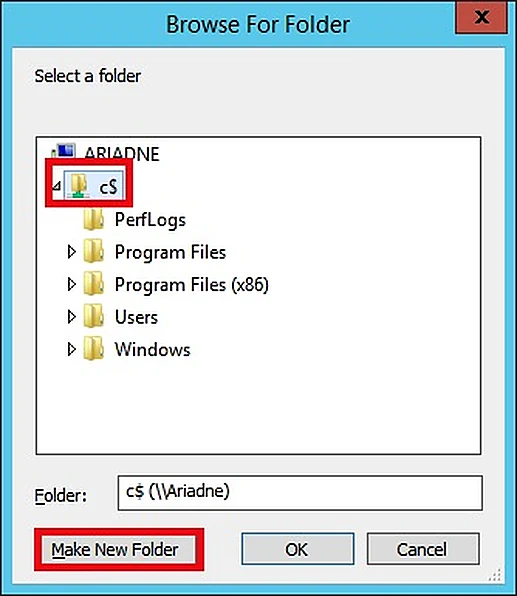 Browse For Folder
x
Select a folder
ARIADNE
c$
PerfLogs
Program Files
Program Files (x86)
Users
Windows
Folder: c$ (\\Ariadne)
Make New Folder OK Cancel